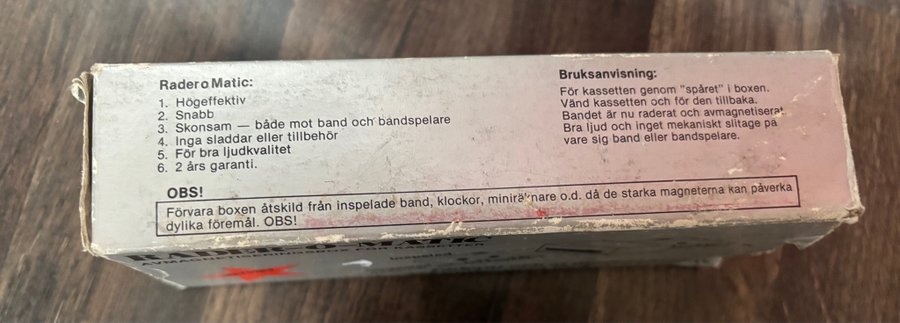 Radero Matic:
1. Högeffektiv
2. Snabb
3. Skonsam — både mot band och bandspelare
4. Inga sladdar eller tillbehör
5. För bra ljudkvalitet
6. 2 års garanti.
Bruksanvisning:
För kassetten genom "spåret" i boxen.
Vänd kassetten och för den tillbaka.
Bandet är nu raderat och avmagnetiserat.
Bra ljud och inget mekaniskt slitage på
vare sig band eller bandspelare.
OBS!
Förvara boxen åtskild från inspelade band, klockor, miniräknare o.d. då de starka magneterna kan påverka
dylika föremål. OBS!
RADER-O-MATIC